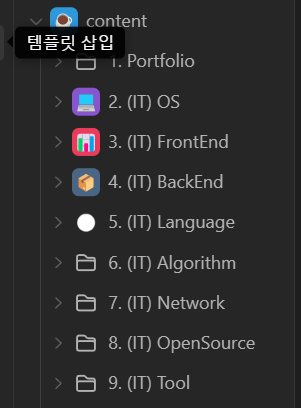 content
템플릿 삽입
1. Portfolio
2. (IT) OS
3. (IT) FrontEnd
4. (IT) BackEnd
5. (IT) Language
6. (IT) Algorithm
7. (IT) Network
8. (IT) OpenSource
9. (IT) Tool